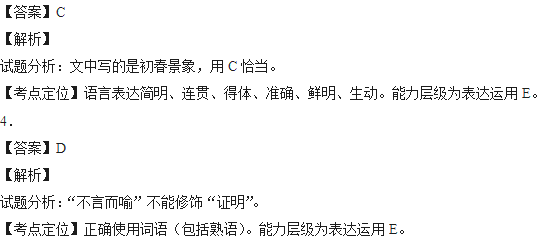 【答案】C
【解析】
试题分析：文中写的是初春景象，用 C 恰当。
【考点定位】语言表达简明、连贯、得体、准确、鲜明、生动。能力层级为表达运用 E。
4．
【答案】D
【解析】
试题分析：“不言而喻”不能修饰“证明”。
【考点定位】正确使用词语（包括熟语）。能力层级为表达运用 E。